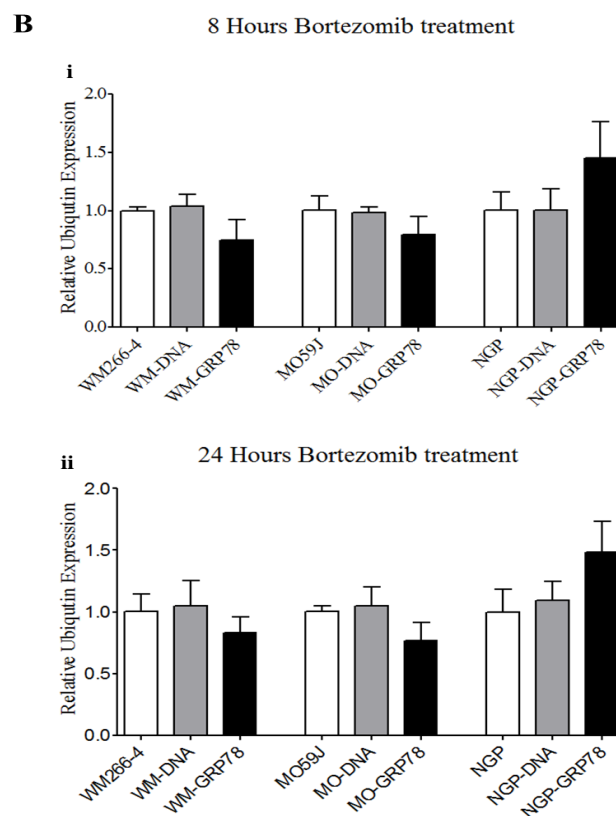 B
8 Hours Bortezomib treatment
i
Relative Ubiqutin Expression
2.0
1.5
1.0
0.5
0.0
WM266-4
WM-DNA
WM-GRP78
MO59J
MO-DNA
MO-GRP78
NGP
NGP-DNA
NGP-GRP78
ii
24 Hours Bortezomib treatment
Relative Ubiqutin Expression
2.0
1.5
1.0
0.5
0.0
WM266-4
WM-DNA
WM-GRP78
MO59J
MO-DNA
MO-GRP78
NGP
NGP-DNA
NGP-GRP78